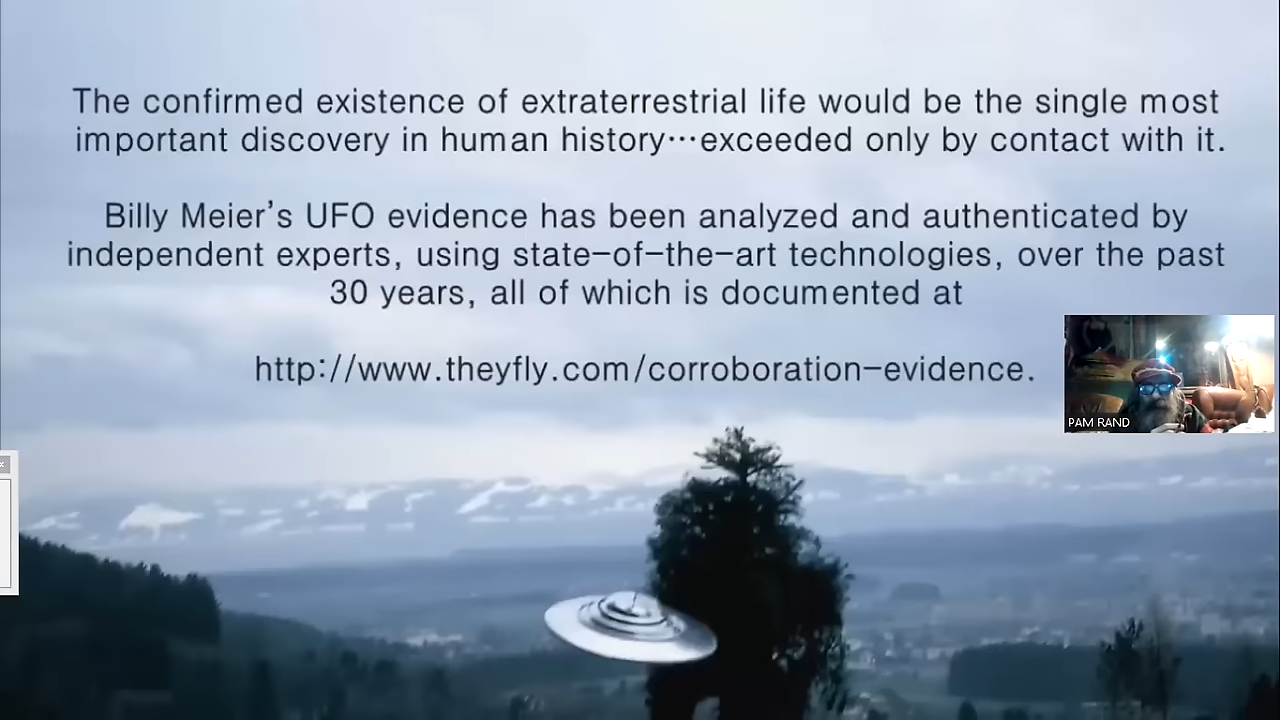 The confirmed existence of extraterrestrial life would be the single most
important discovery in human history···exceeded only by contact with it.
Billy Meier's UFO evidence has been analyzed and authenticated by
independent experts, using state-of-the-art technologies, over the past
30 years, all of which is documented at
http://www.theyfly.com/corroboration-evidence.
PAM RAND